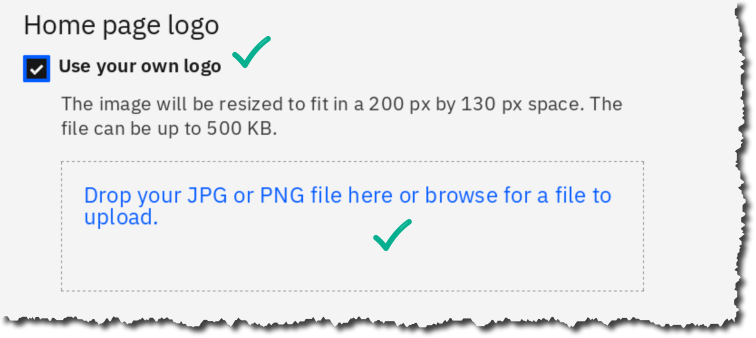 Home page logo
Use your own logo
The image will be resized to fit in a 200 px by 130 px space. The
file can be up to 500 KB.
Drop your JPG or PNG file here or browse for a file to
upload.